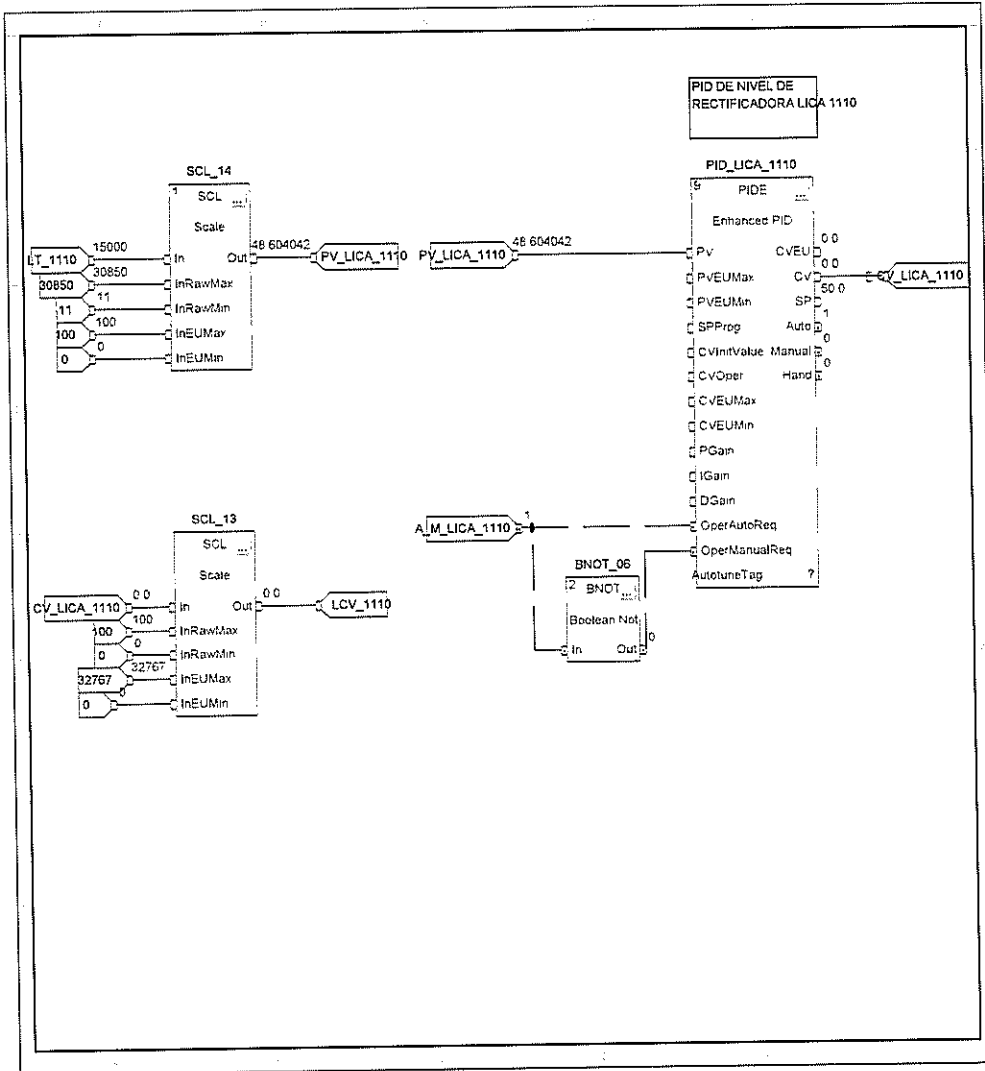 PID DE NIVEL DE
RECTIFICADORA LICA 1110
SCL_14
1
SCL
...
Scale
LT_1110
15000
In
Out
48.604042
PV_LICA_1110
30850
30850
InRawMax
11
11
InRawMin
100
100
InEUMax
0
0
InEUMin
PID_LICA_1110
PIDE
...
Enhanced PID
PV_LICA_1110
48.604042
PV
CVEU
0.0
PVEUMax
CV
0.0
CV_LICA_1110
PVEUMin
SP
50.0
SPProg
Auto
1
CVInitValue
Manual
0
CVOper
Hand
0
CVEUMax
CVEUMin
PGain
IGain
DGain
A_M_LICA_1110
1
OperAutoReq
OperManualReq
AutotuneTag
?
BNOT_06
2
BNOT
...
Boolean Not
In
Out
0
SCL_13
SCL
...
Scale
CV_LICA_1110
0.0
In
Out
0.0
LCV_1110
100
100
InRawMax
0
0
InRawMin
32767
32767
InEUMax
0
0
InEUMin